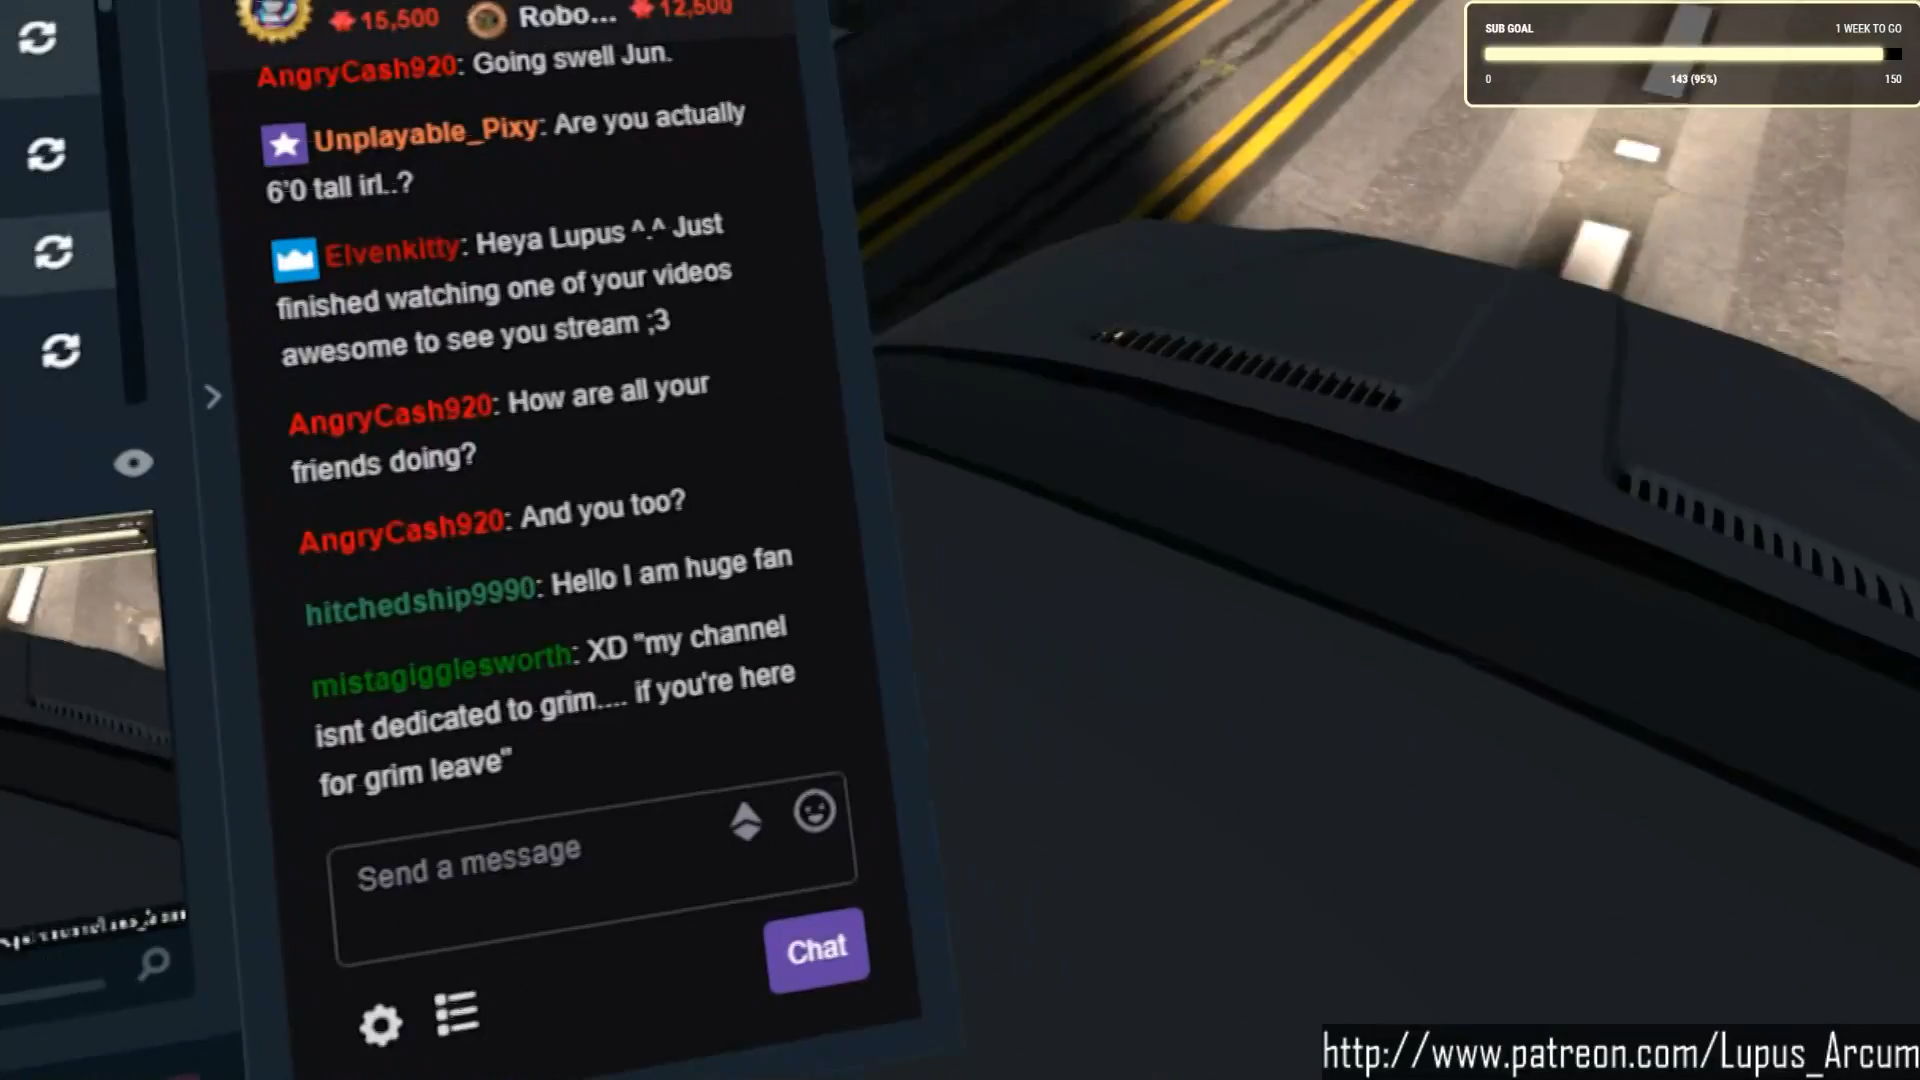 15,500 Robo... 12,500
AngryCash920: Going swell Jun.
Unplayable_Pixy: Are you actually
6'0 tall irl..?
Elvenkitty: Heya Lupus ^.^ Just
finished watching one of your videos
awesome to see you stream ;3
AngryCash920: How are all your
friends doing?
AngryCash920: And you too?
hitchedship9990: Hello I am huge fan
mistagigglesworth: XD "my channel
isnt dedicated to grim.... if you're here
for grim leave"
Send a message
Chat
SUB GOAL 1 WEEK TO GO
0 143 (95%) 150
http://www.patreon.com/Lupus_Arcum